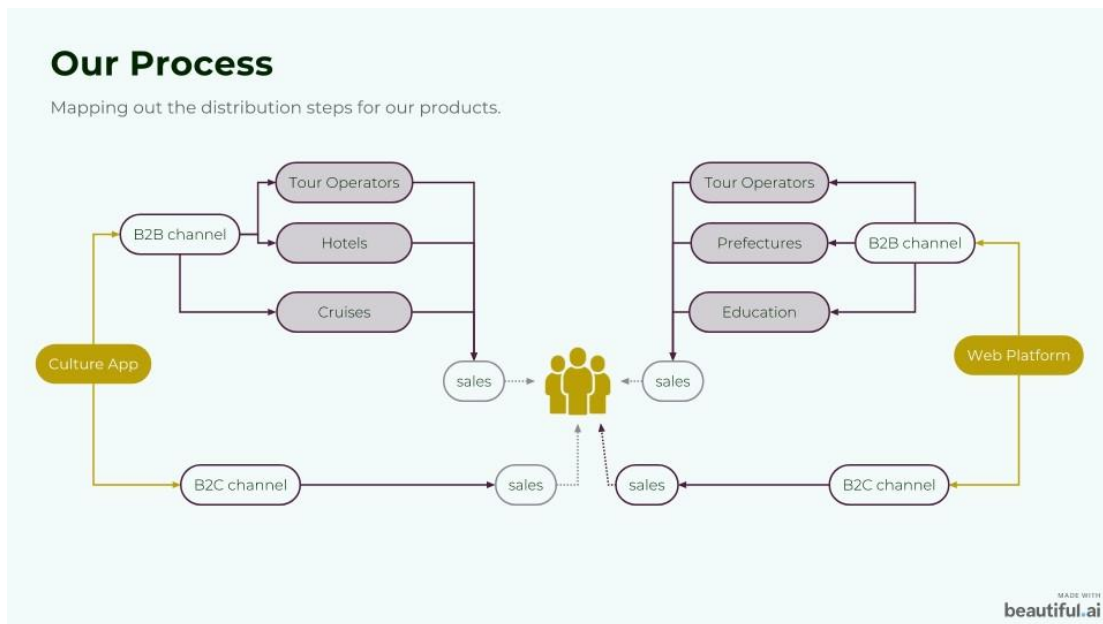 Our Process
Mapping out the distribution steps for our products.
Tour Operators
Tour Operators
B2B channel
Hotels
Prefectures
B2B channel
Cruises
Education
Culture App
Web Platform
sales
sales
B2C channel
sales
sales
B2C channel
MADE WITH
beautiful.ai